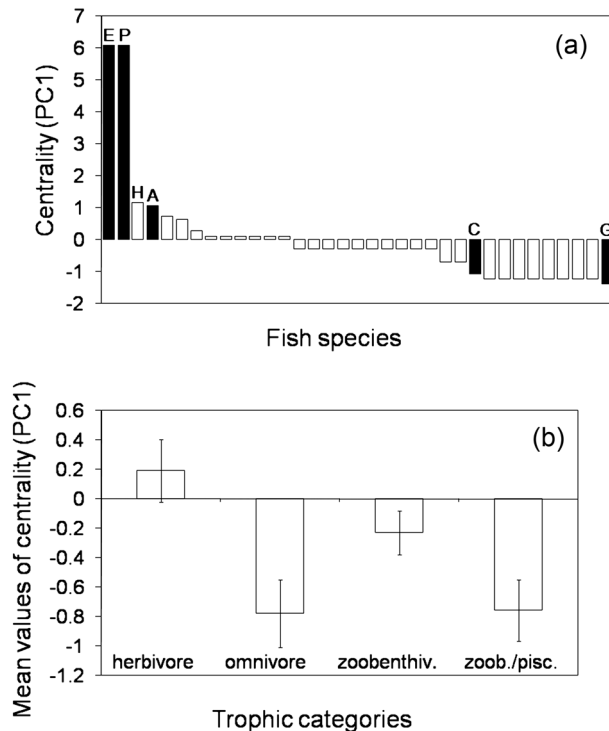 (a)
Centrality (PC1)
7
6
5
4
3
2
1
0
-1
-2
E P
H A
C
G
Fish species
(b)
Mean values of centrality (PC1)
0.6
0.4
0.2
0
-0.2
-0.4
-0.6
-0.8
-1
-1.2
herbivore omnivore zoobenthiv. zoob./pisc.
Trophic categories